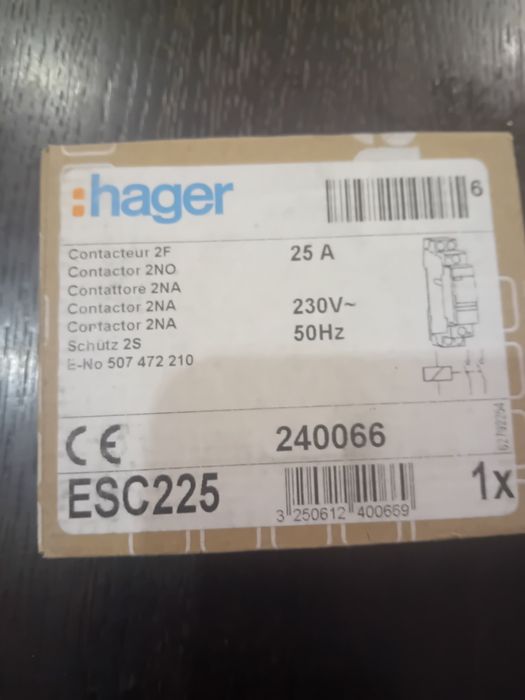 :hager
6
Contacteur 2F
Contactor 2NO
Contattore 2NA
Contactor 2NA
Contactor 2NA
Schütz 2S
E-No 507 472 210
25 A
230V~
50Hz
CE
240066
ESC225
3 250612 400669
1x